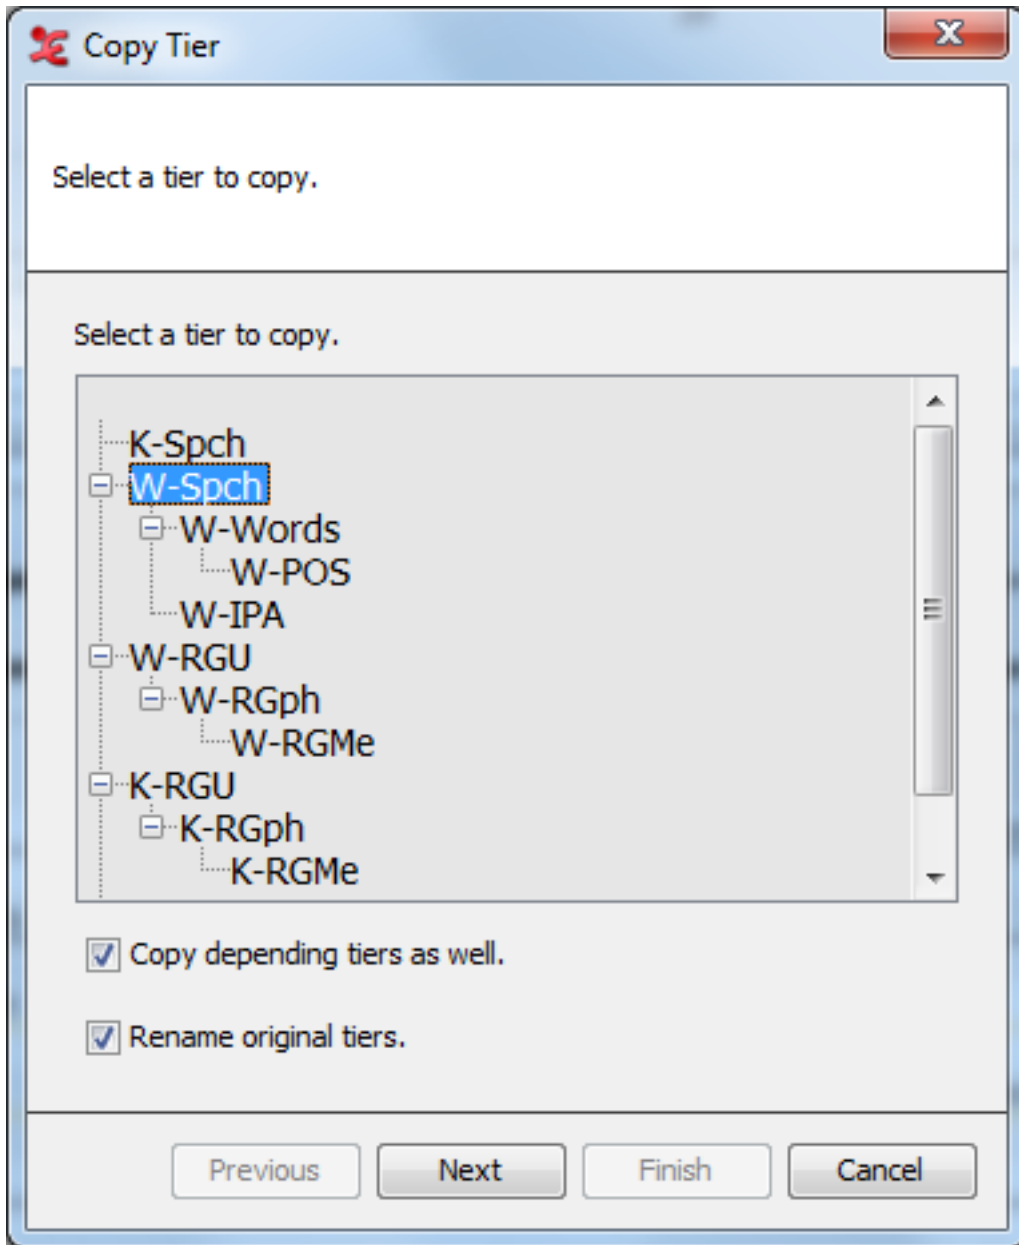 Copy Tier
Select a tier to copy.
Select a tier to copy.
K-Spch
W-Spch
W-Words
W-POS
W-IPA
W-RGU
W-RGph
W-RGMe
K-RGU
K-RGph
K-RGMe
Copy depending tiers as well.
Rename original tiers.
Previous Next Finish Cancel